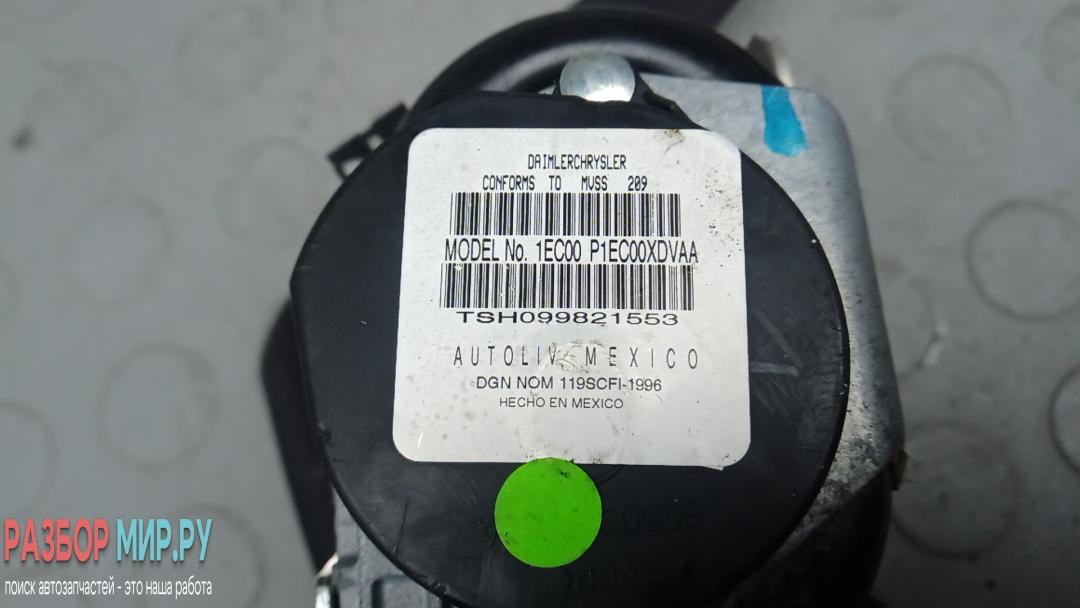 DAIMLERCHRYSLER
CONFORMS TO MVSS 209
MODEL No. 1EC00 P1EC00XDVAA
TSH099821553
AUTOLIV MEXICO
DGN NOM 119SCFI-1996
HECHO EN MEXICO
РАЗБОР МИР.РУ
поиск автозапчастей - это наша работа